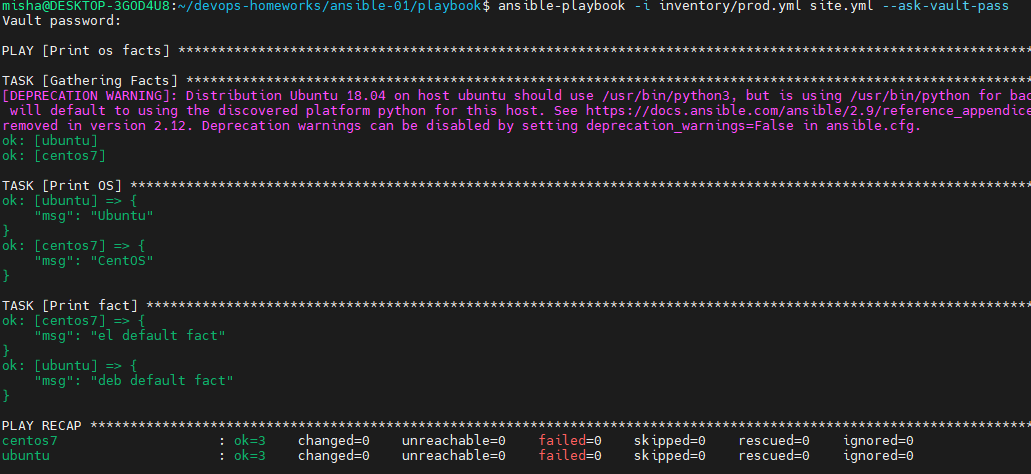 misha@DESKTOP-3GOD4U8:~/devops-homeworks/ansible-01/playbook$ ansible-playbook -i inventory/prod.yml site.yml --ask-vault-pass
Vault password:
PLAY [Print os facts] **********************************************************************************************************
TASK [Gathering Facts] *********************************************************************************************************
[DEPRECATION WARNING]: Distribution Ubuntu 18.04 on host ubuntu should use /usr/bin/python3, but is using /usr/bin/python for bac
will default to using the discovered platform python for this host. See https://docs.ansible.com/ansible/2.9/reference_appendice
removed in version 2.12. Deprecation warnings can be disabled by setting deprecation_warnings=False in ansible.cfg.
ok: [ubuntu]
ok: [centos7]
TASK [Print OS] ****************************************************************************************************************
ok: [ubuntu] => {
    "msg": "Ubuntu"
}
ok: [centos7] => {
    "msg": "CentOS"
}
TASK [Print fact] **************************************************************************************************************
ok: [centos7] => {
    "msg": "el default fact"
}
ok: [ubuntu] => {
    "msg": "deb default fact"
}
PLAY RECAP *********************************************************************************************************************
centos7                    : ok=3    changed=0    unreachable=0    failed=0    skipped=0    rescued=0    ignored=0
ubuntu                     : ok=3    changed=0    unreachable=0    failed=0    skipped=0    rescued=0    ignored=0